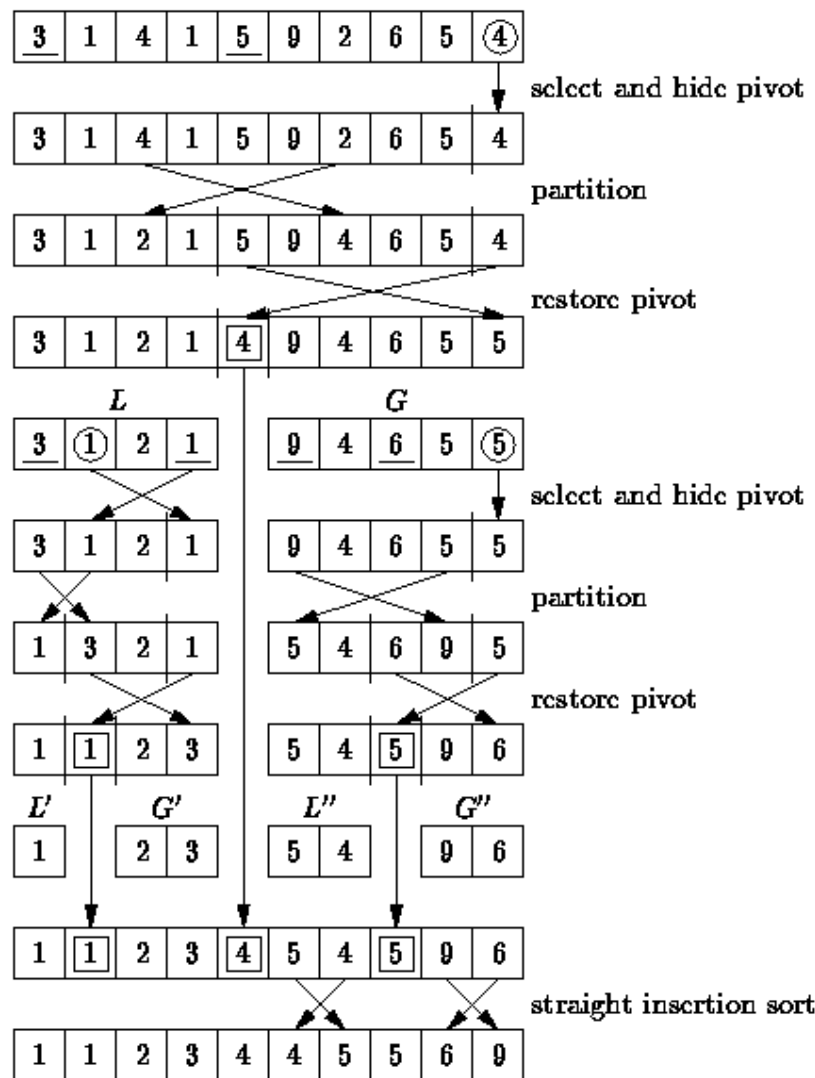 3 1 4 1 5 9 2 6 5 4
select and hide pivot
3 1 4 1 5 9 2 6 5 4
partition
3 1 2 1 5 9 4 6 5 4
restore pivot
3 1 2 1 4 9 4 6 5 5
L G
3 1 2 1 9 4 6 5 5
select and hide pivot
3 1 2 1 9 4 6 5 5
partition
1 3 2 1 5 4 6 9 5
restore pivot
1 1 2 3 5 4 5 9 6
L′ G′ L′′ G′′
1 2 3 5 4 9 6
1 1 2 3 4 5 4 5 9 6
straight insertion sort
1 1 2 3 4 4 5 5 6 9